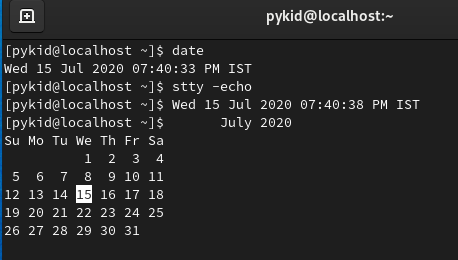 pykid@localhost:~
[pykid@localhost ~]$ date
Wed 15 Jul 2020 07:40:33 PM IST
[pykid@localhost ~]$ stty -echo
[pykid@localhost ~]$ Wed 15 Jul 2020 07:40:38 PM IST
[pykid@localhost ~]$       July 2020
Su Mo Tu We Th Fr Sa
          1  2  3  4
 5  6  7  8  9 10 11
12 13 14 15 16 17 18
19 20 21 22 23 24 25
26 27 28 29 30 31